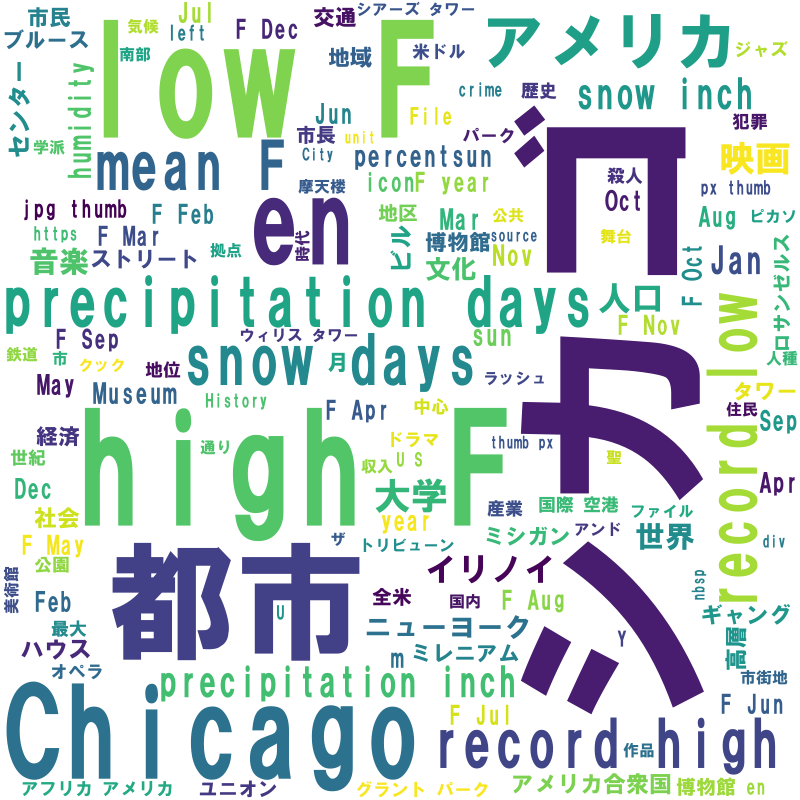 市民
気候
Jul
left
F Dec
交通
シアーズ タワー
アメリカ
ブルース
南部
low F
地域
米ドル
ジャズ
センター
humidity
Jun
File
crime
歴史
snow inch
学派
市長
unit
パーク
犯罪
mean F
City
percentsun
シカゴ
映画
摩天楼
icon
F year
殺人
px thumb
jpg thumb
F Feb
en
地区
Mar
公共
Oct
Aug
ピカソ
https
F Mar
時代
ビル
博物館
source
舞台
音楽
ストリート
拠点
文化
Nov
F Oct
Jan
ロサンゼルス
precipitation days
人口
F Sep
ウィリス タワー
sun
F Nov
record low
鉄道
市
クック
地位
snow days
月
人種
May
Museum
History
F Apr
中心
ラッシュ
タワー
住民
Sep
経済
通り
high F
ドラマ
US
thumb px
世紀
収入
聖
Dec
大学
産業
国際 空港
ファイル
Apr
社会
year
ミシガン
アンド
世界
F May
ザ
トリビューン
div
公園
都市
イリノイ
nbsp
美術館
Feb
U
全米
国内
F Aug
ギャング
最大
ニューヨーク
Y
高層
ハウス
オペラ
m
ミレニアム
市街地
precipitation inch
F Jun
Chicago
F Jul
record high
作品
アフリカ アメリカ
ユニオン
グラント パーク
アメリカ合衆国
博物館 en